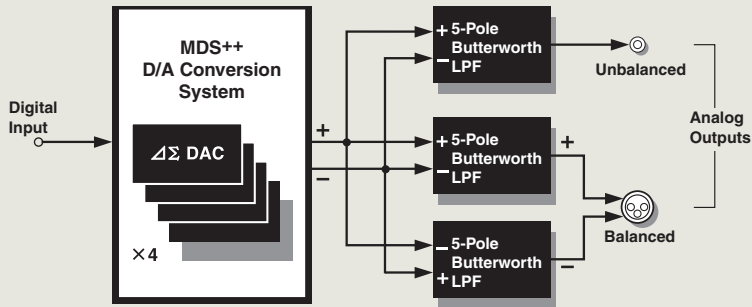 MDS++
D/A Conversion
System
Digital
Input
ΔΣ DAC
×4
+
−
+
−
5-Pole
Butterworth
LPF
Unbalanced
+
−
5-Pole
Butterworth
LPF
+
−
+
5-Pole
Butterworth
LPF
−
Balanced
Analog
Outputs